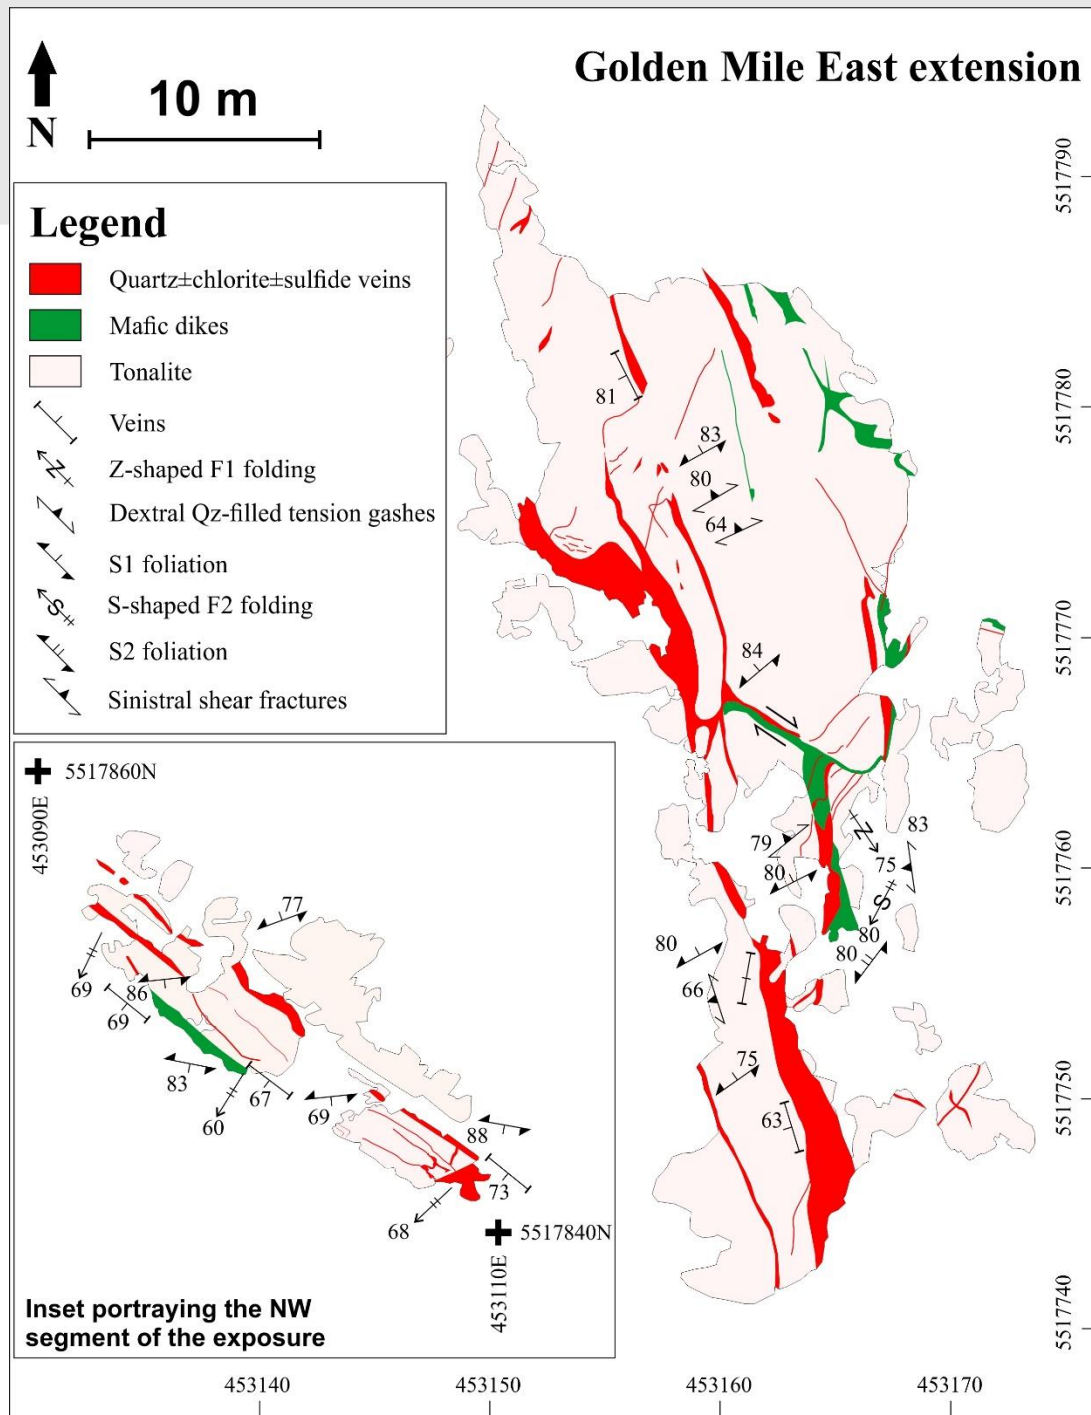 Golden Mile East extension
10 m
N
Legend
Quartz±chlorite±sulfide veins
Mafic dikes
Tonalite
Veins
Z
Z-shaped F1 folding
Dextral Qz-filled tension gashes
S1 foliation
S
S-shaped F2 folding
S2 foliation
Sinistral shear fractures
5517790
5517780
5517770
5517760
5517750
5517740
81
83
80
64
84
79
80
Z
83
75
S
80
80
80
66
75
63
5517860N
453090E
77
69
86
69
83
67
60
69
88
73
68
5517840N
453110E
Inset portraying the NW
segment of the exposure
453140
453150
453160
453170